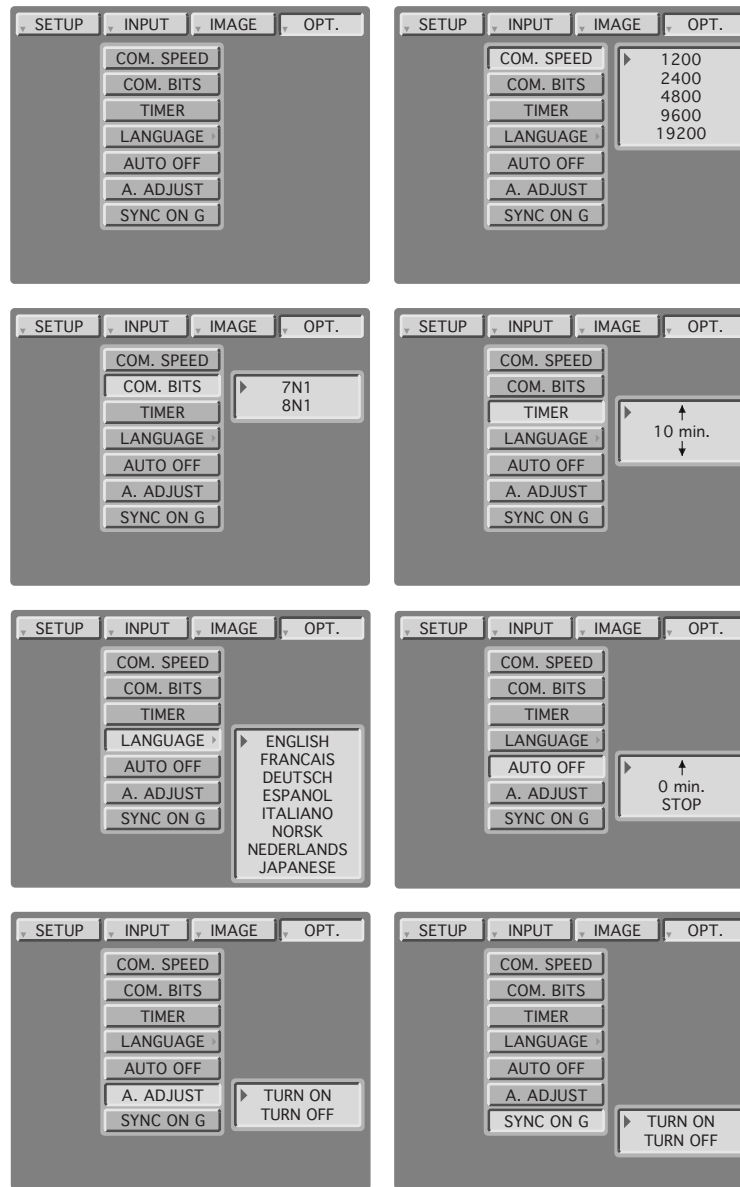 SETUP INPUT IMAGE OPT.
COM. SPEED
COM. BITS
TIMER
LANGUAGE
AUTO OFF
A. ADJUST
SYNC ON G
SETUP INPUT IMAGE OPT.
COM. SPEED
COM. BITS
TIMER
LANGUAGE
AUTO OFF
A. ADJUST
SYNC ON G
1200
2400
4800
9600
19200
SETUP INPUT IMAGE OPT.
COM. SPEED
COM. BITS
TIMER
LANGUAGE
AUTO OFF
A. ADJUST
SYNC ON G
7N1
8N1
SETUP INPUT IMAGE OPT.
COM. SPEED
COM. BITS
TIMER
LANGUAGE
AUTO OFF
A. ADJUST
SYNC ON G
10 min.
SETUP INPUT IMAGE OPT.
COM. SPEED
COM. BITS
TIMER
LANGUAGE
AUTO OFF
A. ADJUST
SYNC ON G
ENGLISH
FRANCAIS
DEUTSCH
ESPANOL
ITALIANO
NORSK
NEDERLANDS
JAPANESE
SETUP INPUT IMAGE OPT.
COM. SPEED
COM. BITS
TIMER
LANGUAGE
AUTO OFF
A. ADJUST
SYNC ON G
0 min.
STOP
SETUP INPUT IMAGE OPT.
COM. SPEED
COM. BITS
TIMER
LANGUAGE
AUTO OFF
A. ADJUST
SYNC ON G
TURN ON
TURN OFF
SETUP INPUT IMAGE OPT.
COM. SPEED
COM. BITS
TIMER
LANGUAGE
AUTO OFF
A. ADJUST
SYNC ON G
TURN ON
TURN OFF